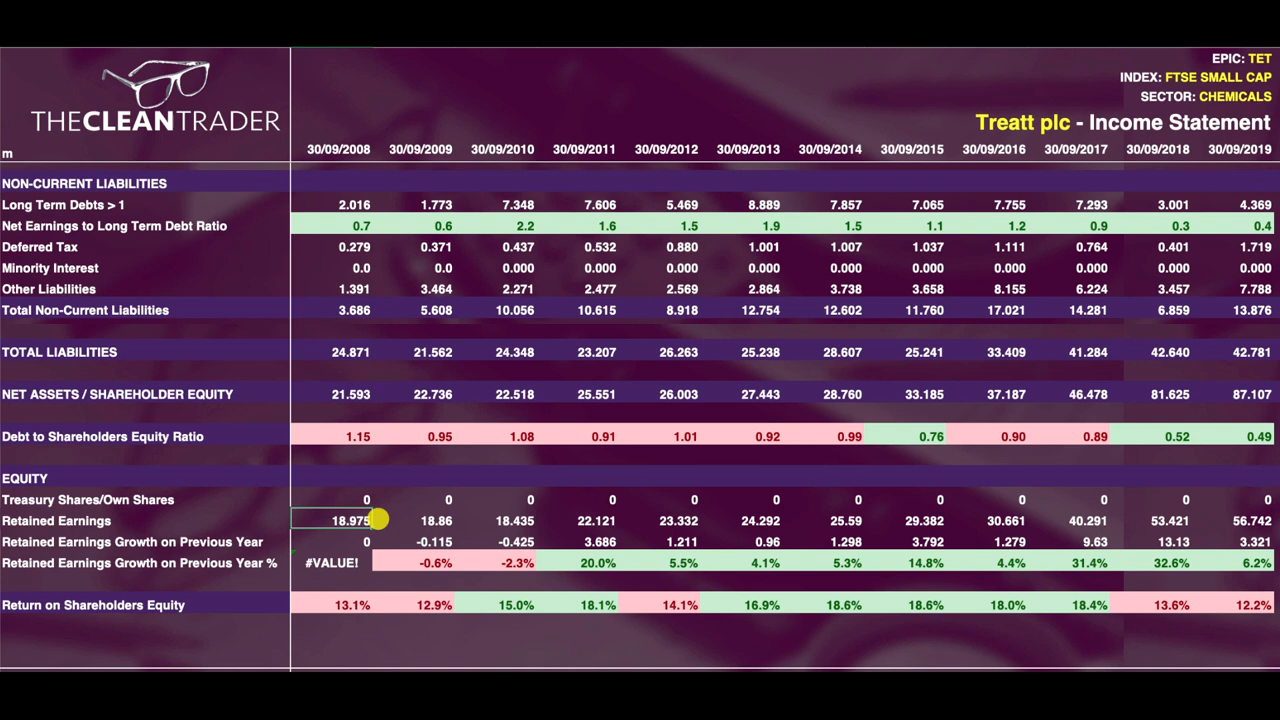 THECLEANTRADER
EPIC: TET
INDEX: FTSE SMALL CAP
SECTOR: CHEMICALS
Treatt plc - Income Statement
m 30/09/2008 30/09/2009 30/09/2010 30/09/2011 30/09/2012 30/09/2013 30/09/2014 30/09/2015 30/09/2016 30/09/2017 30/09/2018 30/09/2019
NON-CURRENT LIABILITIES
Long Term Debts > 1 2.016 1.773 7.348 7.606 5.469 8.889 7.857 7.065 7.755 7.293 3.001 4.369
Net Earnings to Long Term Debt Ratio 0.7 0.6 2.2 1.6 1.5 1.9 1.5 1.1 1.2 0.9 0.3 0.4
Deferred Tax 0.279 0.371 0.437 0.532 0.880 1.001 1.007 1.037 1.111 0.764 0.401 1.719
Minority Interest 0.0 0.0 0.000 0.000 0.000 0.000 0.000 0.000 0.000 0.000 0.000 0.000
Other Liabilities 1.391 3.464 2.271 2.477 2.569 2.864 3.738 3.658 8.155 6.224 3.457 7.788
Total Non-Current Liabilities 3.686 5.608 10.056 10.615 8.918 12.754 12.602 11.760 17.021 14.281 6.859 13.876
TOTAL LIABILITIES 24.871 21.562 24.348 23.207 26.263 25.238 28.607 25.241 33.409 41.284 42.640 42.781
NET ASSETS / SHAREHOLDER EQUITY 21.593 22.736 22.518 25.551 26.003 27.443 28.760 33.185 37.187 46.478 81.625 87.107
Debt to Shareholders Equity Ratio 1.15 0.95 1.08 0.91 1.01 0.92 0.99 0.76 0.90 0.89 0.52 0.49
EQUITY
Treasury Shares/Own Shares 0 0 0 0 0 0 0 0 0 0 0 0
Retained Earnings 18.975 18.86 18.435 22.121 23.332 24.292 25.59 29.382 30.661 40.291 53.421 56.742
Retained Earnings Growth on Previous Year 0 -0.115 -0.425 3.686 1.211 0.96 1.298 3.792 1.279 9.63 13.13 3.321
Retained Earnings Growth on Previous Year % #VALUE! -0.6% -2.3% 20.0% 5.5% 4.1% 5.3% 14.8% 4.4% 31.4% 32.6% 6.2%
Return on Shareholders Equity 13.1% 12.9% 15.0% 18.1% 14.1% 16.9% 18.6% 18.6% 18.0% 18.4% 13.6% 12.2%